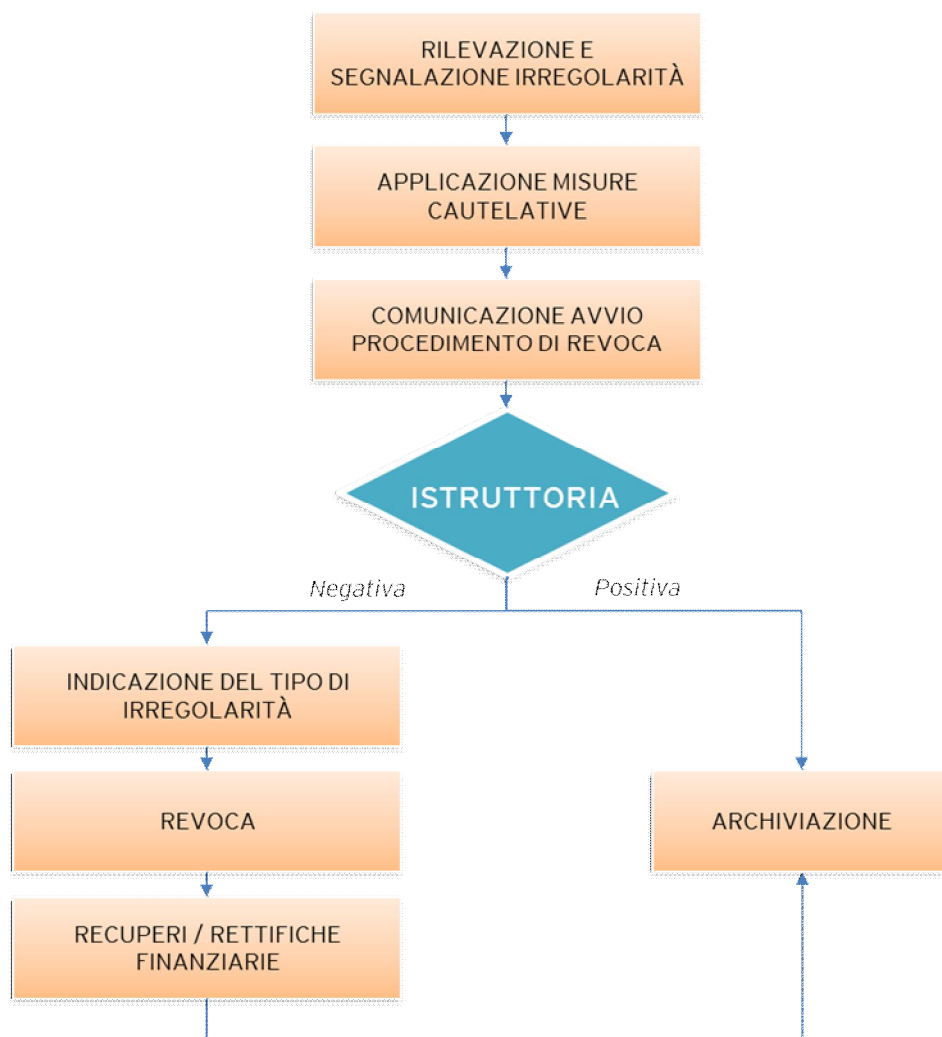 RILEVAZIONE E
SEGNALAZIONE IRREGOLARITÀ
APPLICAZIONE MISURE
CAUTELATIVE
COMUNICAZIONE AVVIO
PROCEDIMENTO DI REVOCA
ISTRUTTORIA
Negativa
Positiva
INDICAZIONE DEL TIPO DI
IRREGOLARITÀ
REVOCA
ARCHIVIAZIONE
RECUPERI / RETTIFICHE
FINANZIARIE